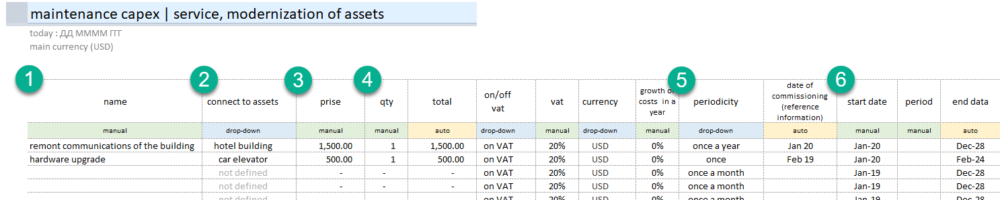 maintenance capex | service, modernization of assets
today : ДД ММММ ГГГ
main currency (USD)
1 2 3 4 5 6
name connect to assets prise qty total on/off vat vat currency growth of costs in a year periodicity date of commissioning (reference information) start date period end data
manual drop-down manual manual auto drop-down manual drop-down manual drop-down auto manual manual auto
remont communications of the building hotel building 1,500.00 1 1,500.00 on VAT 20% USD 0% once a year Jan 20 Jan-20 Dec-28
hardware upgrade car elevator 500.00 1 500.00 on VAT 20% USD 0% once Feb 19 Jan-20 Feb-24
not defined - - on VAT 20% USD 0% once a month Jan-19 Dec-28
not defined - - on VAT 20% USD 0% once a month Jan-19 Dec-28
not defined - - on VAT 20% USD 0% once a month Jan-19 Dec-28